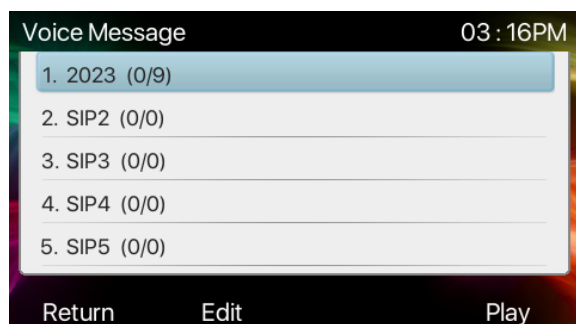 Voice Message 03:16PM
1. 2023 (0/9)
2. SIP2 (0/0)
3. SIP3 (0/0)
4. SIP4 (0/0)
5. SIP5 (0/0)
Return Edit Play